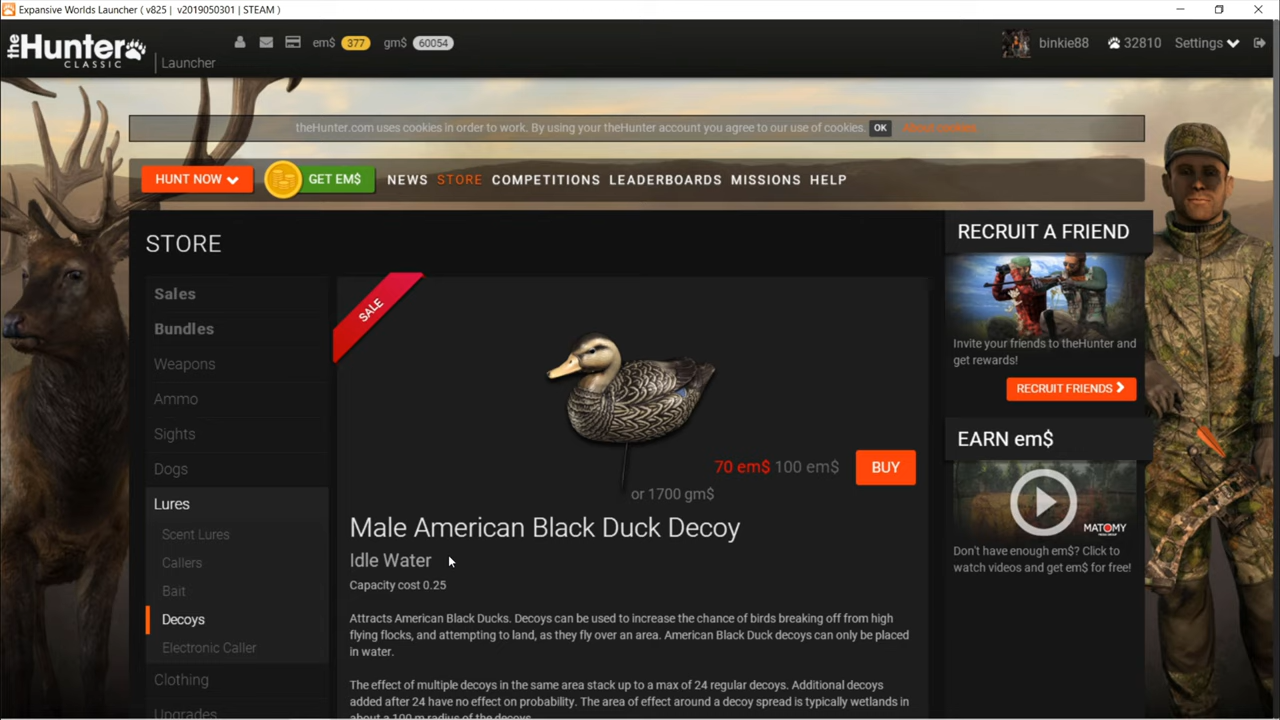 Expansive Worlds Launcher ( v825 | v2019050301 | STEAM )
theHunter
CLASSIC
Launcher
em$ 377 gm$ 60054
binkie88 32810 Settings
theHunter.com uses cookies in order to work. By using your theHunter account you agree to our use of cookies. OK About cookies
HUNT NOW GET EM$ NEWS STORE COMPETITIONS LEADERBOARDS MISSIONS HELP
STORE
Sales
Bundles
Weapons
Ammo
Sights
Dogs
Lures
Scent Lures
Callers
Bait
Decoys
Electronic Caller
Clothing
Upgrades
SALE
70 em$ 100 em$ BUY
or 1700 gm$
Male American Black Duck Decoy
Idle Water
Capacity cost 0.25
Attracts American Black Ducks. Decoys can be used to increase the chance of birds breaking off from high
flying flocks, and attempting to land, as they fly over an area. American Black Duck decoys can only be placed
in water.
The effect of multiple decoys in the same area stack up to a max of 24 regular decoys. Additional decoys
added after 24 have no effect on probability. The area of effect around a decoy spread is typically wetlands in
about a 100 m radius of the decoys.
RECRUIT A FRIEND
Invite your friends to theHunter and
get rewards!
RECRUIT FRIENDS
EARN em$
MATOMY
Don't have enough em$? Click to
watch videos and get em$ for free!